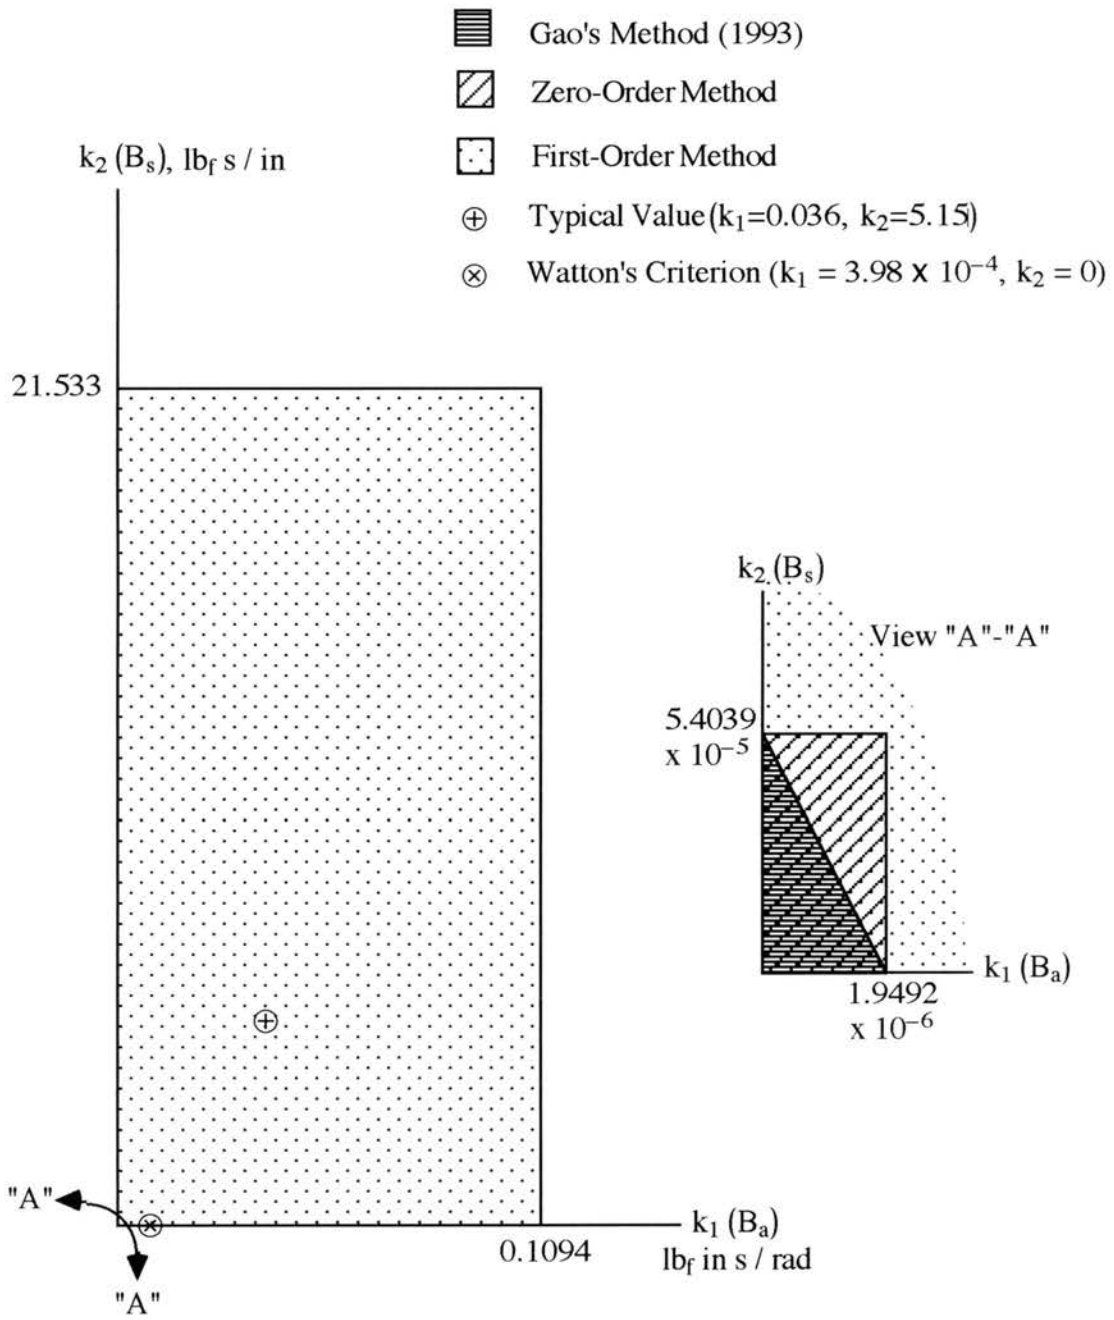 Gao's Method (1993)
Zero-Order Method
First-Order Method
Typical Value (k₁=0.036, k₂=5.15)
Watton's Criterion (k₁ = 3.98 x 10⁻⁴, k₂ = 0)
k₂ (Bₛ), lb_f s / in
21.533
k₂ (Bₛ)
View "A"-"A"
5.4039
x 10⁻⁵
k₁ (Bₐ)
1.9492
x 10⁻⁶
"A"
k₁ (Bₐ)
0.1094
lb_f in s / rad
"A"